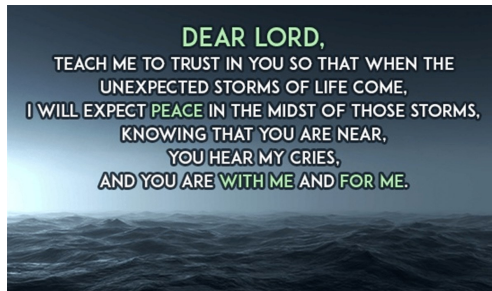 DEAR LORD,
TEACH ME TO TRUST IN YOU SO THAT WHEN THE
UNEXPECTED STORMS OF LIFE COME,
I WILL EXPECT PEACE IN THE MIDST OF THOSE STORMS,
KNOWING THAT YOU ARE NEAR,
YOU HEAR MY CRIES,
AND YOU ARE WITH ME AND FOR ME.